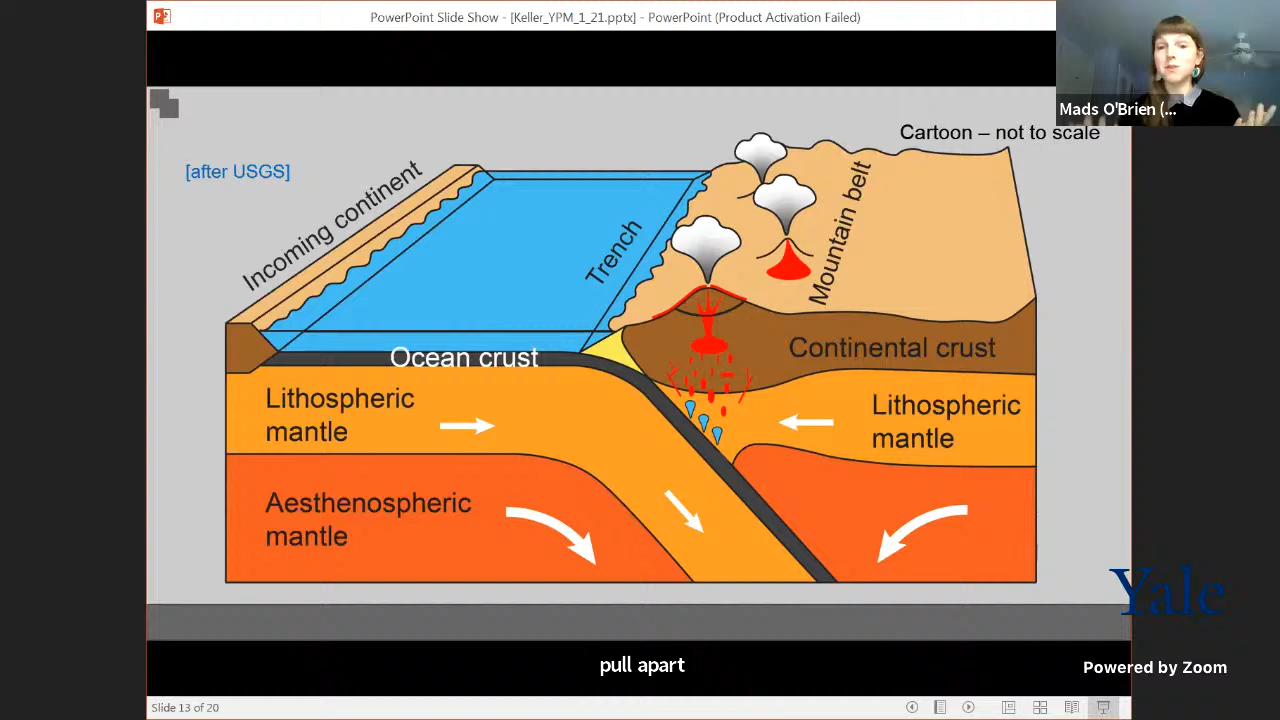 PowerPoint Slide Show - [Keller_YPM_1_21.pptx] - PowerPoint (Product Activation Failed)
Mads O'Brien (...
Cartoon – not to scale
[after USGS]
Incoming continent
Trench
Mountain belt
Ocean crust
Continental crust
Lithospheric
mantle
Lithospheric
mantle
Aesthenospheric
mantle
Yale
pull apart
Powered by Zoom
Slide 13 of 20